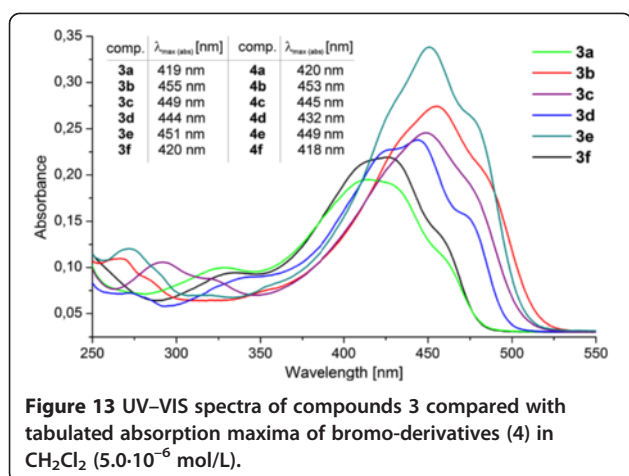 comp. λmax (abs) [nm] comp. λmax (abs) [nm]
3a 419 nm 4a 420 nm
3b 455 nm 4b 453 nm
3c 449 nm 4c 445 nm
3d 444 nm 4d 432 nm
3e 451 nm 4e 449 nm
3f 420 nm 4f 418 nm
3a
3b
3c
3d
3e
3f
Absorbance
0,35
0,30
0,25
0,20
0,15
0,10
0,05
250 300 350 400 450 500 550
Wavelength [nm]
Figure 13 UV–VIS spectra of compounds 3 compared with
tabulated absorption maxima of bromo-derivatives (4) in
CH₂Cl₂ (5.0·10⁻⁶ mol/L).